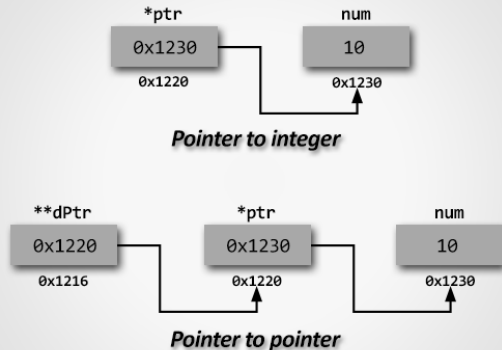 *ptr num
0x1230 10
0x1220 0x1230
Pointer to integer
**dPtr *ptr num
0x1220 0x1230 10
0x1216 0x1220 0x1230
Pointer to pointer